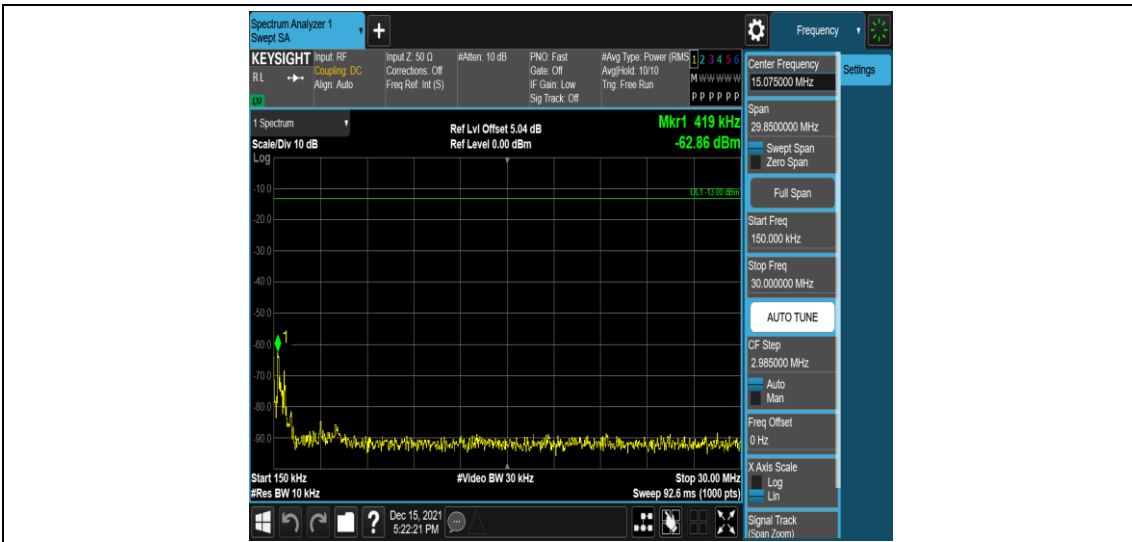 Spectrum Analyzer 1
Swept SA
+
Frequency
KEYSIGHT
RL
LXI
Input: RF
Coupling: DC
Align: Auto
Input Z: 50 Ω
Corrections: Off
Freq Ref: Int (S)
#Atten: 10 dB
PNO: Fast
Gate: Off
IF Gain: Low
Sig Track: Off
#Avg Type: Power (RMS
Avg|Hold: 10/10
Trig: Free Run
1 2 3 4 5 6
M W W W W W
P P P P P P
1 Spectrum
Scale/Div 10 dB
Log
Ref Lvl Offset 5.04 dB
Ref Level 0.00 dBm
Mkr1 419 kHz
-62.86 dBm
DL1 -13.00 dBm
-10.0
-20.0
-30.0
-40.0
-50.0
-60.0
1
-70.0
-80.0
-90.0
Start 150 kHz
#Res BW 10 kHz
#Video BW 30 kHz
Stop 30.00 MHz
Sweep 92.6 ms (1000 pts)
?
Dec 15, 2021
5:22:21 PM
Center Frequency
15.075000 MHz
Settings
Span
29.8500000 MHz
Swept Span
Zero Span
Full Span
Start Freq
150.000 kHz
Stop Freq
30.000000 MHz
AUTO TUNE
CF Step
2.985000 MHz
Auto
Man
Freq Offset
0 Hz
X Axis Scale
Log
Lin
Signal Track
(Span Zoom)